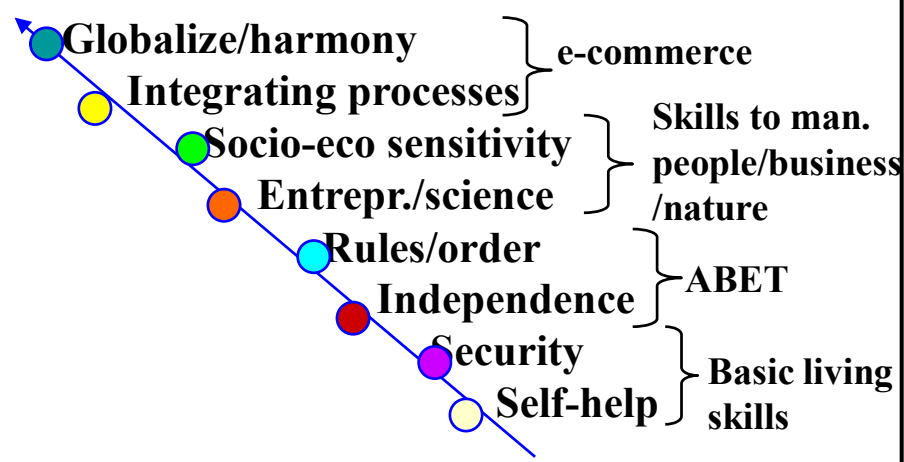 Globalize/harmony
Integrating processes
e-commerce
Socio-eco sensitivity
Entrepr./science
Skills to man.
people/business
/nature
Rules/order
Independence
ABET
Security
Self-help
Basic living
skills